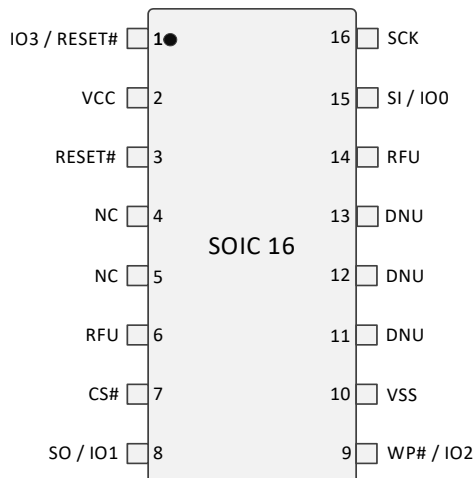 IO3 / RESET# 1 16 SCK
VCC 2 15 SI / IO0
RESET# 3 14 RFU
NC 4 13 DNU
SOIC 16
NC 5 12 DNU
RFU 6 11 DNU
CS# 7 10 VSS
SO / IO1 8 9 WP# / IO2